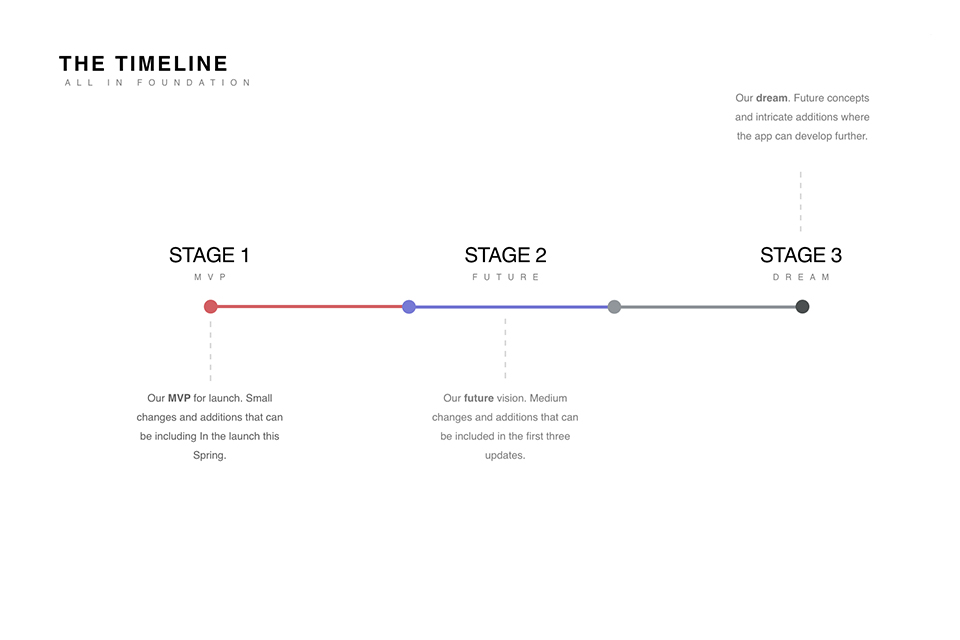 THE TIMELINE
ALL IN FOUNDATION
Our dream. Future concepts
and intricate additions where
the app can develop further.
STAGE 1
MVP
STAGE 2
FUTURE
STAGE 3
DREAM
Our MVP for launch. Small
changes and additions that can
be including In the launch this
Spring.
Our future vision. Medium
changes and additions that can
be included in the first three
updates.